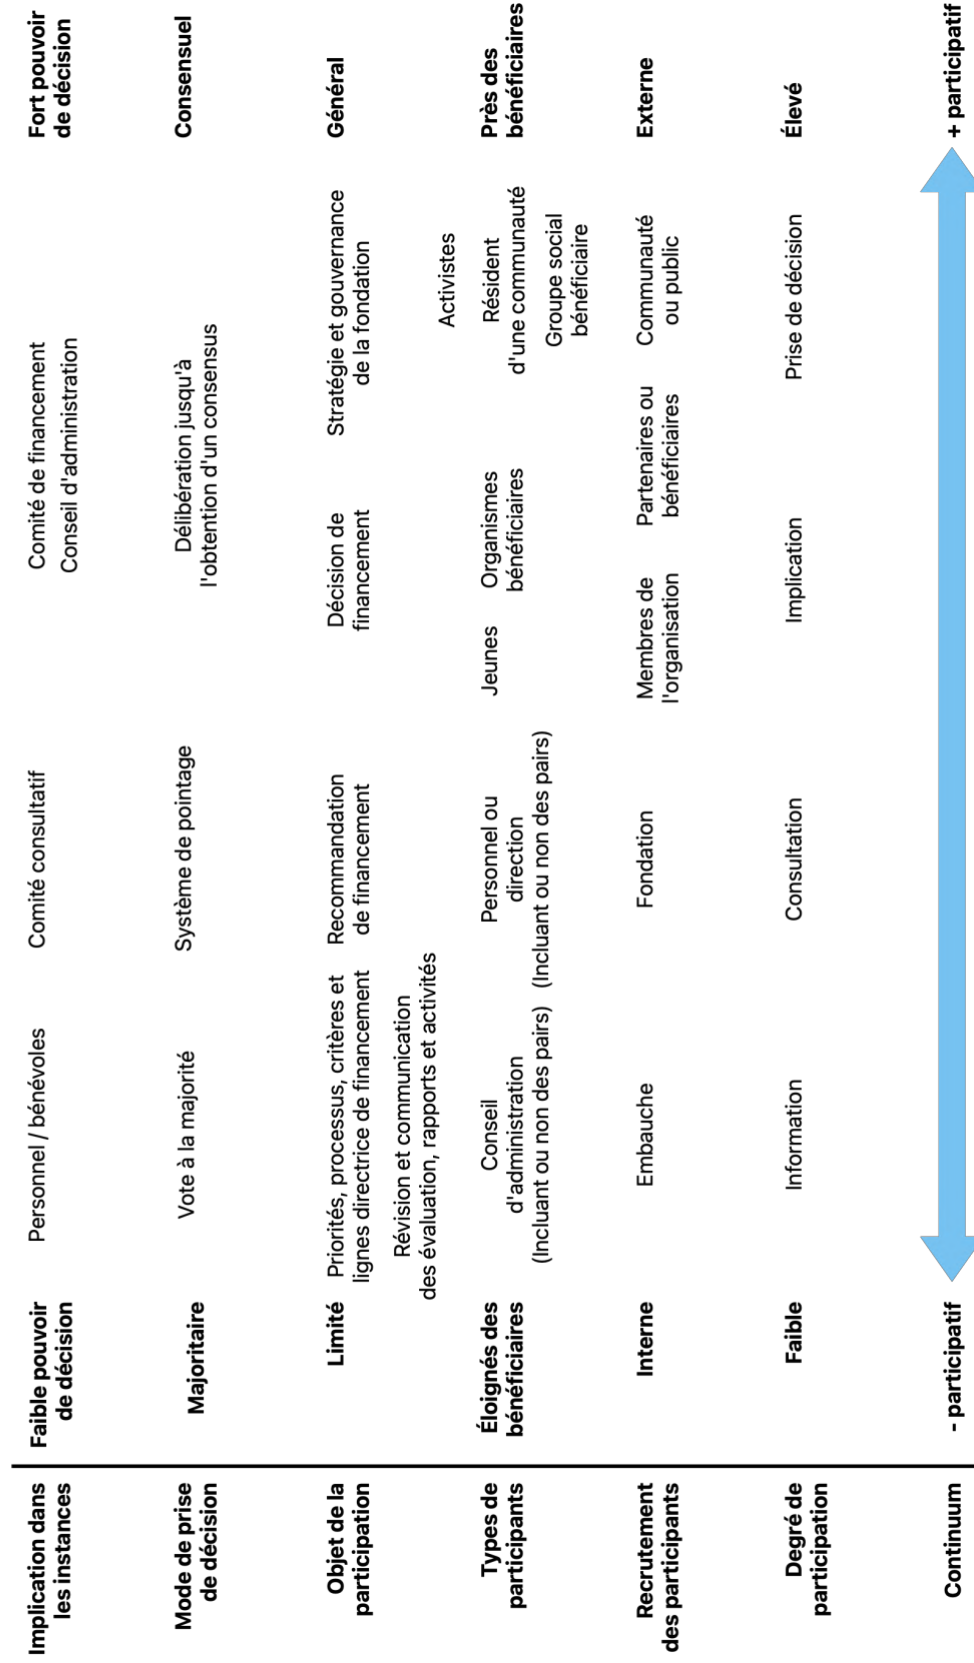 Implication dans
les instances
Faible pouvoir
de décision
Personnel / bénévoles
Comité consultatif
Comité de financement
Conseil d'administration
Fort pouvoir
de décision
Mode de prise
de décision
Majoritaire
Vote à la majorité
Système de pointage
Délibération jusqu'à
l'obtention d'un consensus
Consensuel
Objet de la
participation
Limité
Priorités, processus, critères et
lignes directrice de financement
Révision et communication
des évaluation, rapports et activités
Recommandation
de financement
Décision de
financement
Stratégie et gouvernance
de la fondation
Général
Types de
participants
Éloignés des
bénéficiaires
Conseil
d'administration
(Incluant ou non des pairs)
Personnel ou
direction
(Incluant ou non des pairs)
Jeunes
Organismes
bénéficiaires
Activistes
Résident
d'une communauté
Groupe social
bénéficiaire
Près des
bénéficiaires
Recrutement
des participants
Interne
Embauche
Fondation
Membres de
l'organisation
Partenaires ou
bénéficiaires
Communauté
ou public
Externe
Degré de
participation
Faible
Information
Consultation
Implication
Prise de décision
Élevé
Continuum
- participatif
+ participatif